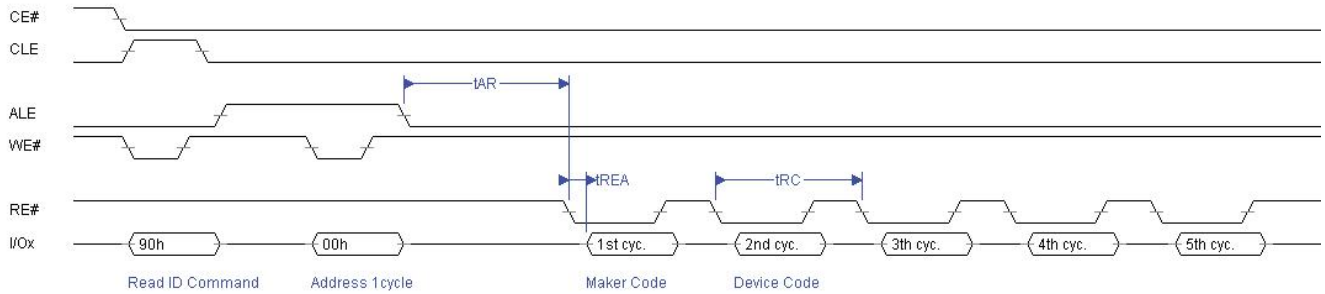 CE#
CLE
tAR
ALE
WE#
tREA
tRC
RE#
I/Ox
90h
00h
1st cyc.
2nd cyc.
3th cyc.
4th cyc.
5th cyc.
Read ID Command
Address 1cycle
Maker Code
Device Code